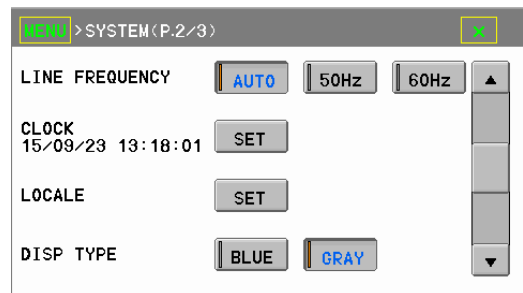 MENU >SYSTEM(P.2/3) ×
LINE FREQUENCY AUTO 50Hz 60Hz ▲
CLOCK
15/09/23 13:18:01 SET
LOCALE SET
DISP TYPE BLUE GRAY ▼